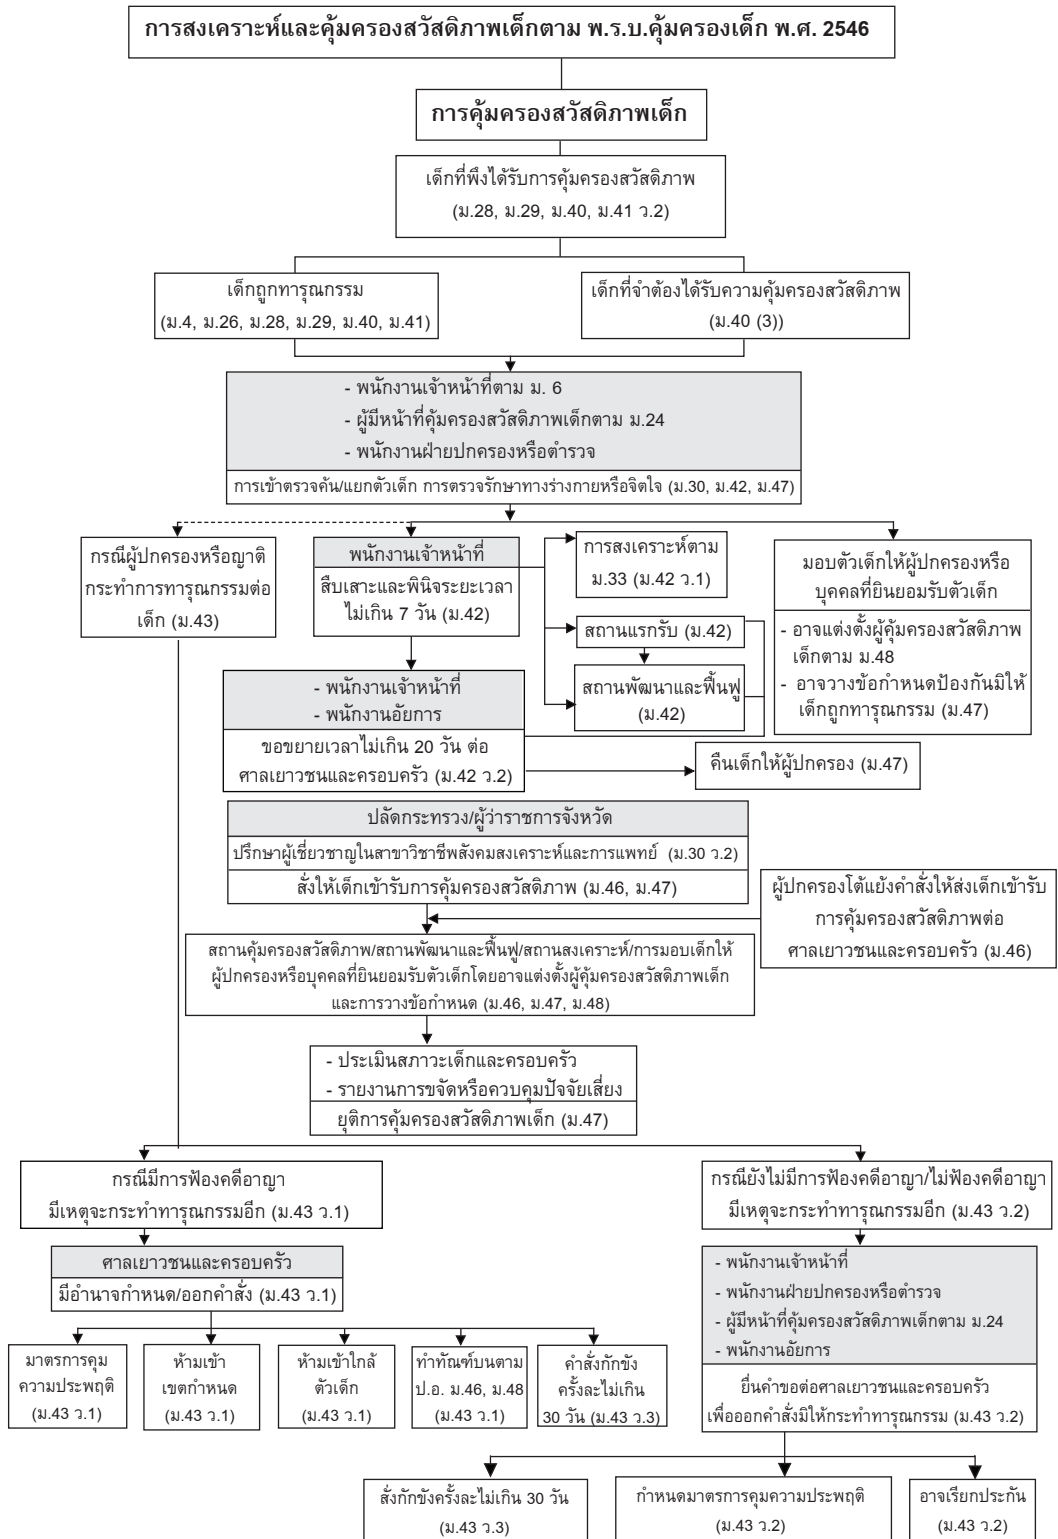 การสงเคราะห์และคุ้มครองสวัสดิภาพเด็กตาม พ.ร.บ.คุ้มครองเด็ก พ.ศ. 2546
การคุ้มครองสวัสดิภาพเด็ก
เด็กที่พึงได้รับการคุ้มครองสวัสดิภาพ
(ม.28, ม.29, ม.40, ม.41 ว.2)
เด็กถูกทารุณกรรม
(ม.4, ม.26, ม.28, ม.29, ม.40, ม.41)
เด็กที่จำต้องได้รับความคุ้มครองสวัสดิภาพ
(ม.40 (3))
- พนักงานเจ้าหน้าที่ตาม ม. 6
- ผู้มีหน้าที่คุ้มครองสวัสดิภาพเด็กตาม ม.24
- พนักงานฝ่ายปกครองหรือตำรวจ
การเข้าตรวจค้น/แยกตัวเด็ก การตรวจรักษาทางร่างกายหรือจิตใจ (ม.30, ม.42, ม.47)
กรณีผู้ปกครองหรือญาติ
กระทำการทารุณกรรมต่อ
เด็ก (ม.43)
พนักงานเจ้าหน้าที่
สืบเสาะและพินิจระยะเวลา
ไม่เกิน 7 วัน (ม.42)
การสงเคราะห์ตาม
ม.33 (ม.42 ว.1)
สถานแรกรับ (ม.42)
สถานพัฒนาและฟื้นฟู
(ม.42)
มอบตัวเด็กให้ผู้ปกครองหรือ
บุคคลที่ยินยอมรับตัวเด็ก
- อาจแต่งตั้งผู้คุ้มครองสวัสดิภาพ
เด็กตาม ม.48
- อาจวางข้อกำหนดป้องกันมิให้
เด็กถูกทารุณกรรม (ม.47)
- พนักงานเจ้าหน้าที่
- พนักงานอัยการ
ขอขยายเวลาไม่เกิน 20 วัน ต่อ
ศาลเยาวชนและครอบครัว (ม.42 ว.2)
คืนเด็กให้ผู้ปกครอง (ม.47)
ปลัดกระทรวง/ผู้ว่าราชการจังหวัด
ปรึกษาผู้เชี่ยวชาญในสาขาวิชาชีพสังคมสงเคราะห์และการแพทย์ (ม.30 ว.2)
สั่งให้เด็กเข้ารับการคุ้มครองสวัสดิภาพ (ม.46, ม.47)
ผู้ปกครองโต้แย้งคำสั่งให้ส่งเด็กเข้ารับ
การคุ้มครองสวัสดิภาพต่อ
ศาลเยาวชนและครอบครัว (ม.46)
สถานคุ้มครองสวัสดิภาพ/สถานพัฒนาและฟื้นฟู/สถานสงเคราะห์/การมอบเด็กให้
ผู้ปกครองหรือบุคคลที่ยินยอมรับตัวเด็กโดยอาจแต่งตั้งผู้คุ้มครองสวัสดิภาพเด็ก
และการวางข้อกำหนด (ม.46, ม.47, ม.48)
- ประเมินสภาวะเด็กและครอบครัว
- รายงานการขจัดหรือควบคุมปัจจัยเสี่ยง
ยุติการคุ้มครองสวัสดิภาพเด็ก (ม.47)
กรณีมีการฟ้องคดีอาญา
มีเหตุจะกระทำทารุณกรรมอีก (ม.43 ว.1)
กรณียังไม่มีการฟ้องคดีอาญา/ไม่ฟ้องคดีอาญา
มีเหตุจะกระทำทารุณกรรมอีก (ม.43 ว.2)
ศาลเยาวชนและครอบครัว
มีอำนาจกำหนด/ออกคำสั่ง (ม.43 ว.1)
- พนักงานเจ้าหน้าที่
- พนักงานฝ่ายปกครองหรือตำรวจ
- ผู้มีหน้าที่คุ้มครองสวัสดิภาพเด็กตาม ม.24
- พนักงานอัยการ
ยื่นคำขอต่อศาลเยาวชนและครอบครัว
เพื่อออกคำสั่งมิให้กระทำทารุณกรรม (ม.43 ว.2)
มาตรการคุม
ความประพฤติ
(ม.43 ว.1)
ห้ามเข้า
เขตกำหนด
(ม.43 ว.1)
ห้ามเข้าใกล้
ตัวเด็ก
(ม.43 ว.1)
ทำทัณฑ์บนตาม
ป.อ. ม.46, ม.48
(ม.43 ว.1)
คำสั่งกักขัง
ครั้งละไม่เกิน
30 วัน (ม.43 ว.3)
สั่งกักขังครั้งละไม่เกิน 30 วัน
(ม.43 ว.3)
กำหนดมาตรการคุมความประพฤติ
(ม.43 ว.2)
อาจเรียกประกัน
(ม.43 ว.2)